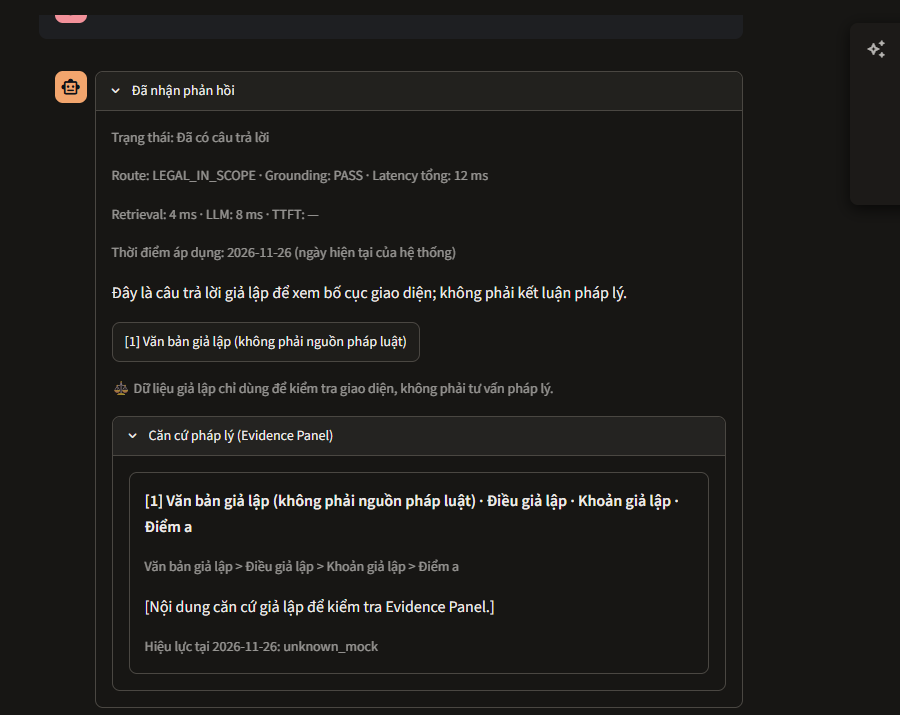 Đã nhận phản hồi
Trạng thái: Đã có câu trả lời
Route: LEGAL_IN_SCOPE · Grounding: PASS · Latency tổng: 12 ms
Retrieval: 4 ms · LLM: 8 ms · TTFT: —
Thời điểm áp dụng: 2026-11-26 (ngày hiện tại của hệ thống)
Đây là câu trả lời giả lập để xem bố cục giao diện; không phải kết luận pháp lý.
[1] Văn bản giả lập (không phải nguồn pháp luật)
Dữ liệu giả lập chỉ dùng để kiểm tra giao diện, không phải tư vấn pháp lý.
Căn cứ pháp lý (Evidence Panel)
[1] Văn bản giả lập (không phải nguồn pháp luật) · Điều giả lập · Khoản giả lập ·
Điểm a
Văn bản giả lập > Điều giả lập > Khoản giả lập > Điểm a
[Nội dung căn cứ giả lập để kiểm tra Evidence Panel.]
Hiệu lực tại 2026-11-26: unknown_mock